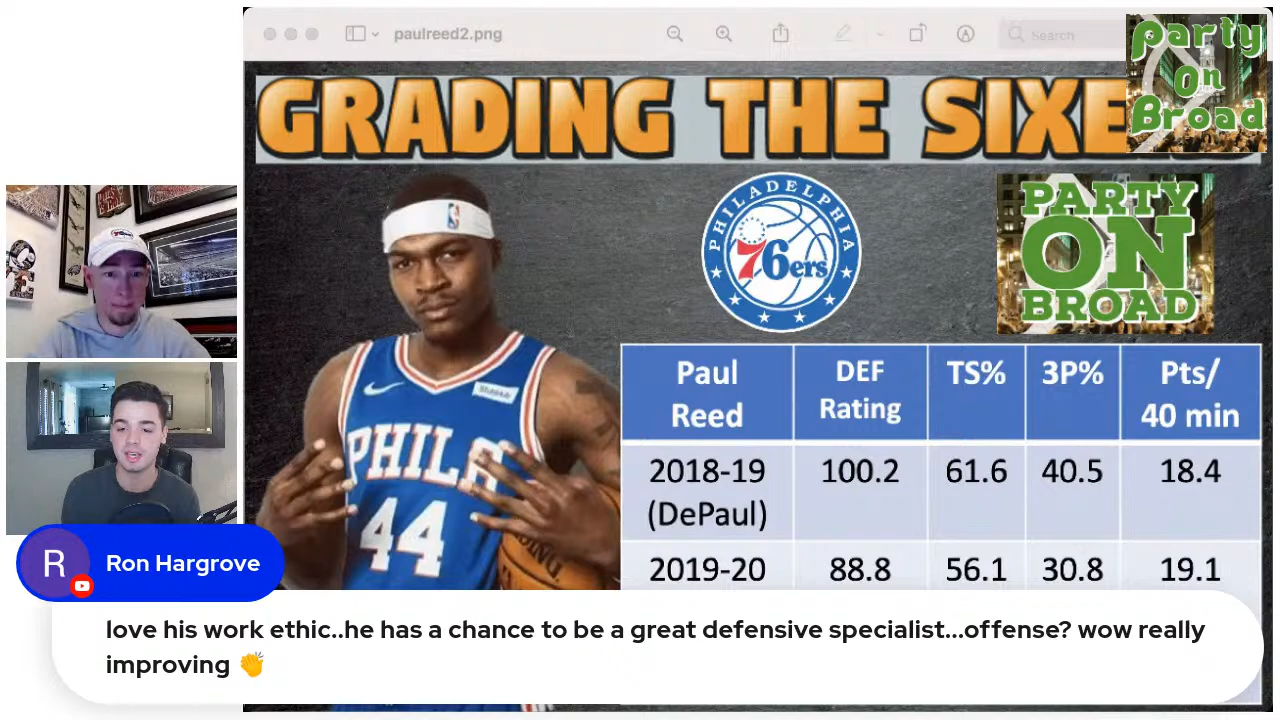 paulreed2.png
Search
Party
On
Broad
GRADING THE SIXE
PHILADELPHIA
76ers
PARTY
ON
BROAD
PHILA
44
Paul
Reed
DEF
Rating
TS%
3P%
Pts/
40 min
2018-19
(DePaul)
100.2
61.6
40.5
18.4
2019-20
88.8
56.1
30.8
19.1
R
Ron Hargrove
love his work ethic..he has a chance to be a great defensive specialist...offense? wow really
improving 👏